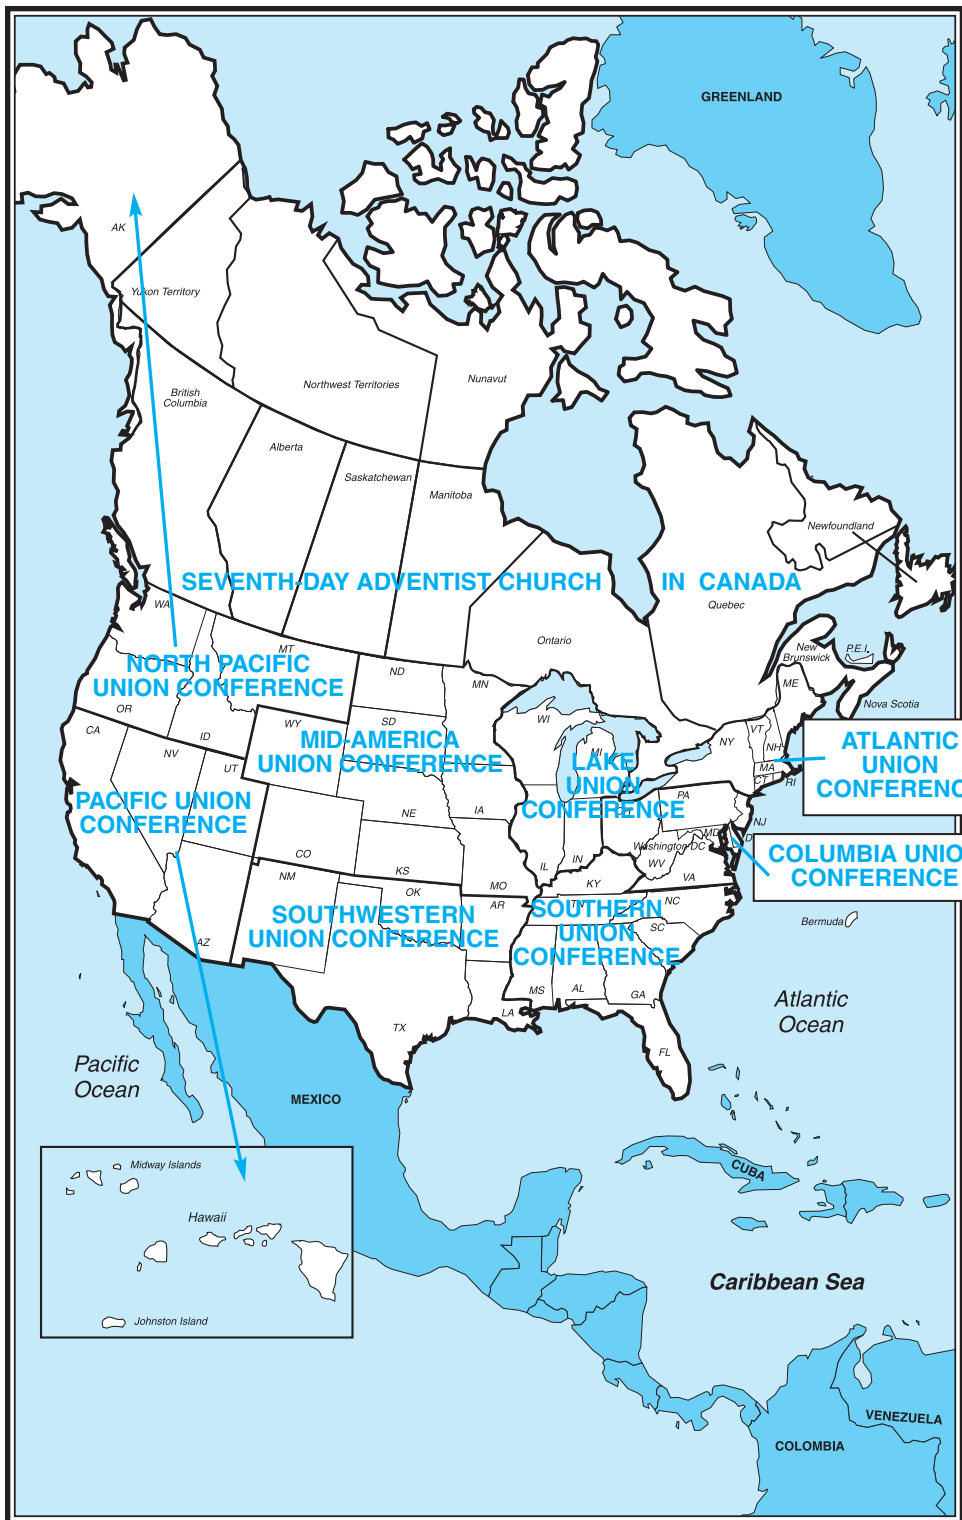 GREENLAND
AK
Yukon Territory
Northwest Territories
Nunavut
British
Columbia
Alberta
Saskatchewan
Manitoba
Newfoundland
SEVENTH-DAY ADVENTIST CHURCH IN CANADA
WA
Quebec
Ontario
MT
New
Brunswick
P.E.I.
NORTH PACIFIC
UNION CONFERENCE
ND
MN
ME
Nova Scotia
OR
ID
CA
NV
UT
WY
SD
WI
MI
NY
VT
NH
MA
CT
RI
MID-AMERICA
UNION CONFERENCE
LAKE
UNION
CONFERENCE
ATLANTIC
UNION
CONFERENC
PACIFIC UNION
CONFERENCE
NE
IA
PA
OH
NJ
MD
D
Washington DC
COLUMBIA UNIO
CONFERENCE
CO
KS
MO
IL
IN
WV
VA
KY
NM
OK
AR
TN
NC
SC
SOUTHWESTERN
UNION CONFERENCE
SOUTHERN
UNION
CONFERENCE
Bermuda
AZ
TX
LA
MS
AL
GA
FL
Atlantic
Ocean
Pacific
Ocean
MEXICO
Midway Islands
Hawaii
Johnston Island
CUBA
Caribbean Sea
VENEZUELA
COLOMBIA